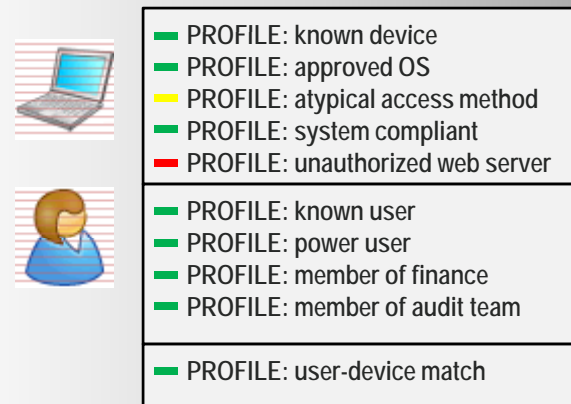 PROFILE: known device
PROFILE: approved OS
PROFILE: atypical access method
PROFILE: system compliant
PROFILE: unauthorized web server
PROFILE: known user
PROFILE: power user
PROFILE: member of finance
PROFILE: member of audit team
PROFILE: user-device match